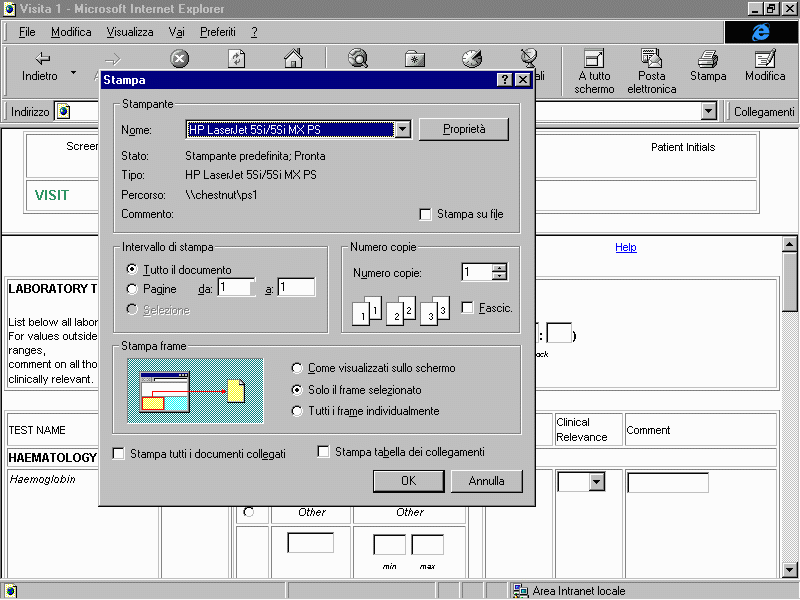 Visita 1 - Microsoft Internet Explorer
File Modifica Visualizza Vai Preferiti ?
Indietro
A tutto schermo
Posta elettronica
Stampa
Modifica
Indirizzo
Collegamenti
Screen
Patient Initials
VISIT
Help
LABORATORY T
List below all labor
For values outside
ranges,
comment on all tho
clinically relevant.
:
)
TEST NAME
Clinical
Relevance
Comment
HAEMATOLOGY
Haemoglobin
Other
Other
min
max
Stampa
Stampante
Nome: HP LaserJet 5Si/5Si MX PS
Proprietà
Stato: Stampante predefinita; Pronta
Tipo: HP LaserJet 5Si/5Si MX PS
Percorso: \\chestnut\ps1
Commento:
Stampa su file
Intervallo di stampa
Tutto il documento
Pagine da: 1 a: 1
Selezione
Numero copie
Numero copie: 1
1 1 2 2 3 3
Fascic.
Stampa frame
Come visualizzati sullo schermo
Solo il frame selezionato
Tutti i frame individualmente
Stampa tutti i documenti collegati
Stampa tabella dei collegamenti
OK
Annulla
Area Intranet locale